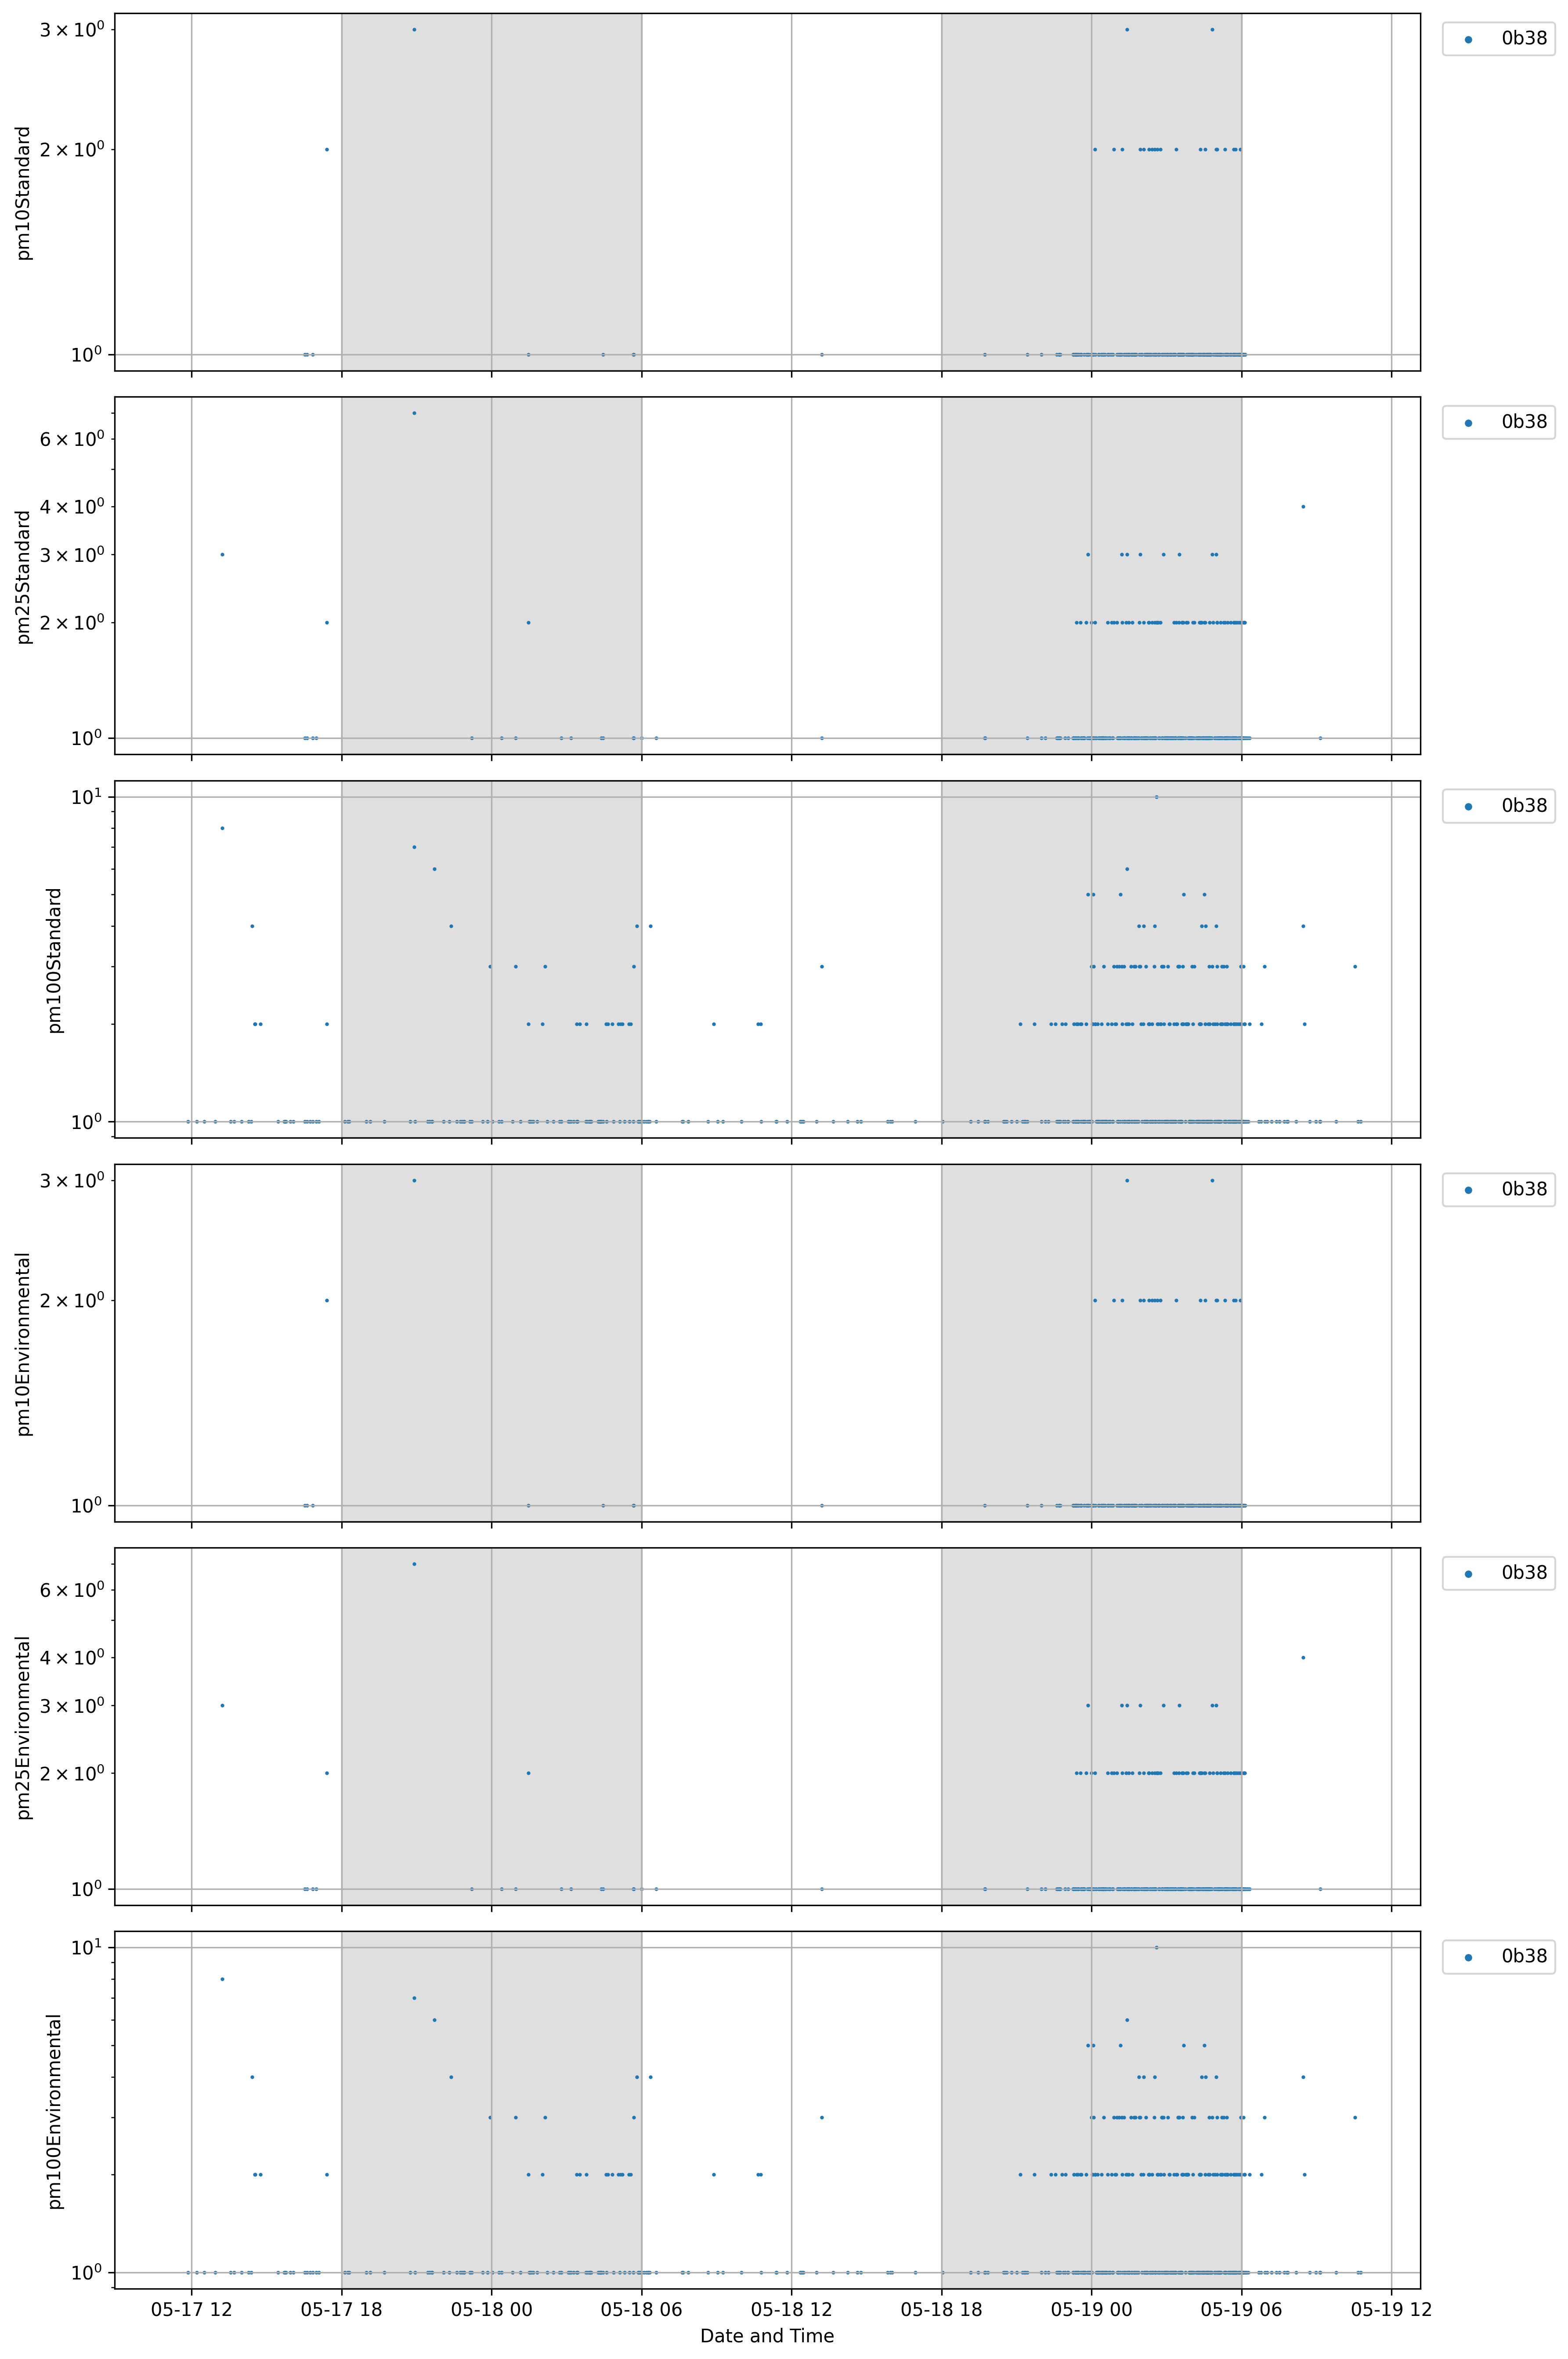 3 × 10⁰
2 × 10⁰
10⁰
pm10Standard
0b38
6 × 10⁰
4 × 10⁰
3 × 10⁰
2 × 10⁰
10⁰
pm25Standard
0b38
10¹
10⁰
pm100Standard
0b38
3 × 10⁰
2 × 10⁰
10⁰
pm10Environmental
0b38
6 × 10⁰
4 × 10⁰
3 × 10⁰
2 × 10⁰
10⁰
pm25Environmental
0b38
10¹
10⁰
pm100Environmental
0b38
05-17 12 05-17 18 05-18 00 05-18 06 05-18 12 05-18 18 05-19 00 05-19 06 05-19 12
Date and Time